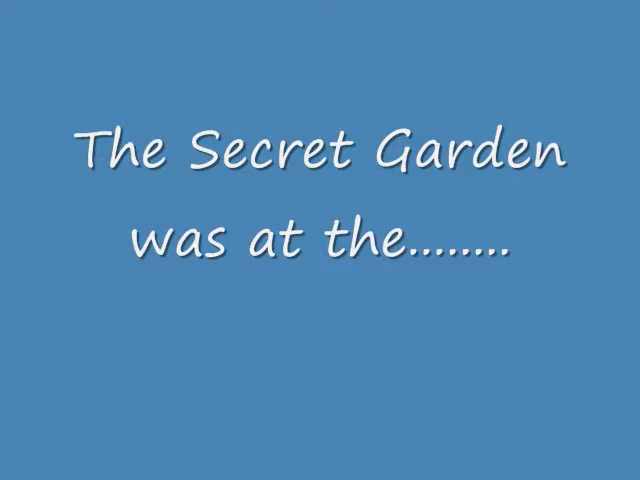 The Secret Garden
was at the........